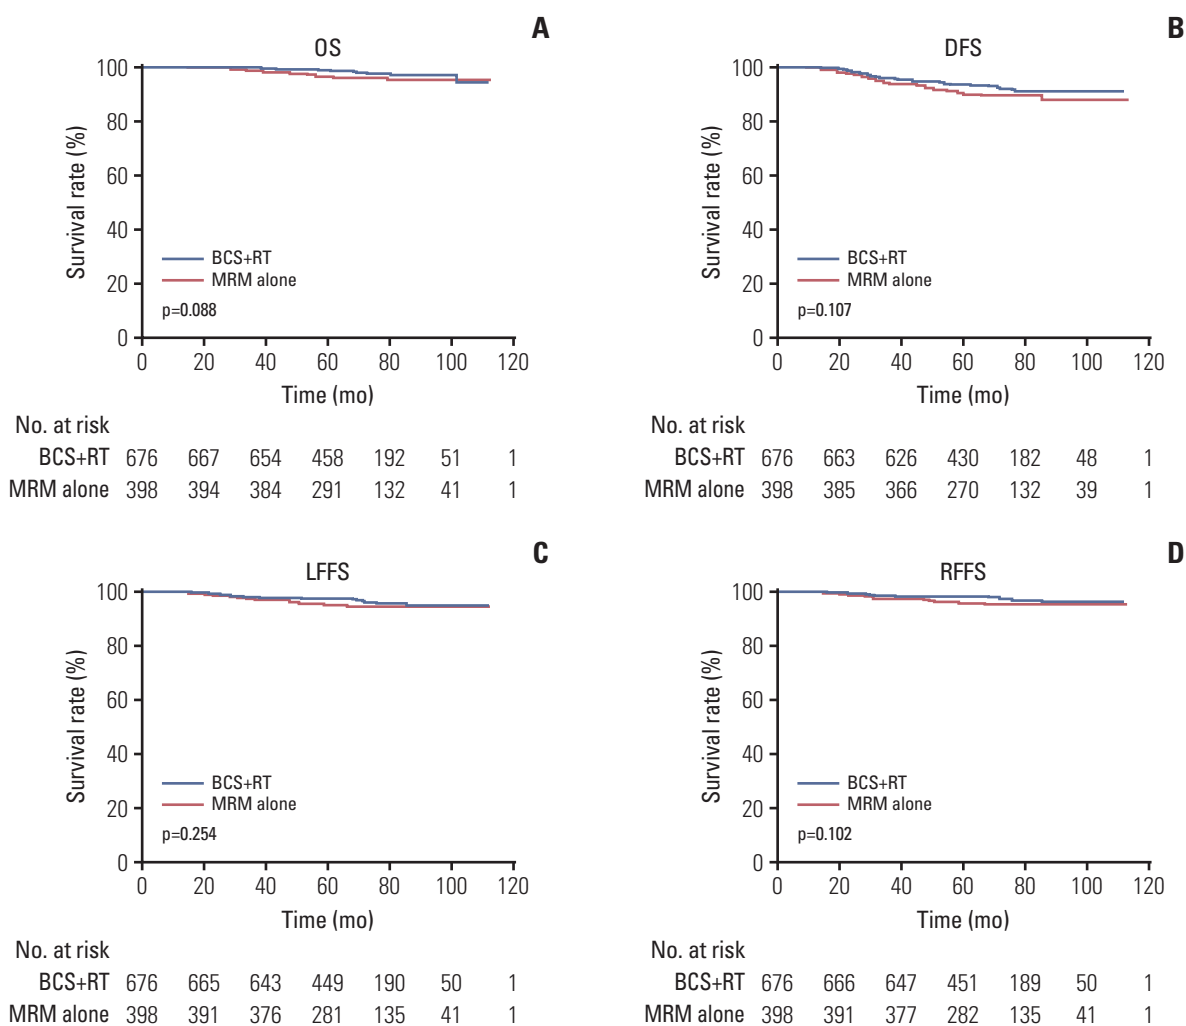 A
OS
100
80
60
40
20
0
Survival rate (%)
BCS+RT
MRM alone
p=0.088
0 20 40 60 80 100 120
Time (mo)
No. at risk
BCS+RT 676 667 654 458 192 51 1
MRM alone 398 394 384 291 132 41 1
B
DFS
100
80
60
40
20
0
Survival rate (%)
BCS+RT
MRM alone
p=0.107
0 20 40 60 80 100 120
Time (mo)
No. at risk
BCS+RT 676 663 626 430 182 48 1
MRM alone 398 385 366 270 132 39 1
C
LFFS
100
80
60
40
20
0
Survival rate (%)
BCS+RT
MRM alone
p=0.254
0 20 40 60 80 100 120
Time (mo)
No. at risk
BCS+RT 676 665 643 449 190 50 1
MRM alone 398 391 376 281 135 41 1
D
RFFS
100
80
60
40
20
0
Survival rate (%)
BCS+RT
MRM alone
p=0.102
0 20 40 60 80 100 120
Time (mo)
No. at risk
BCS+RT 676 666 647 451 189 50 1
MRM alone 398 391 377 282 135 41 1